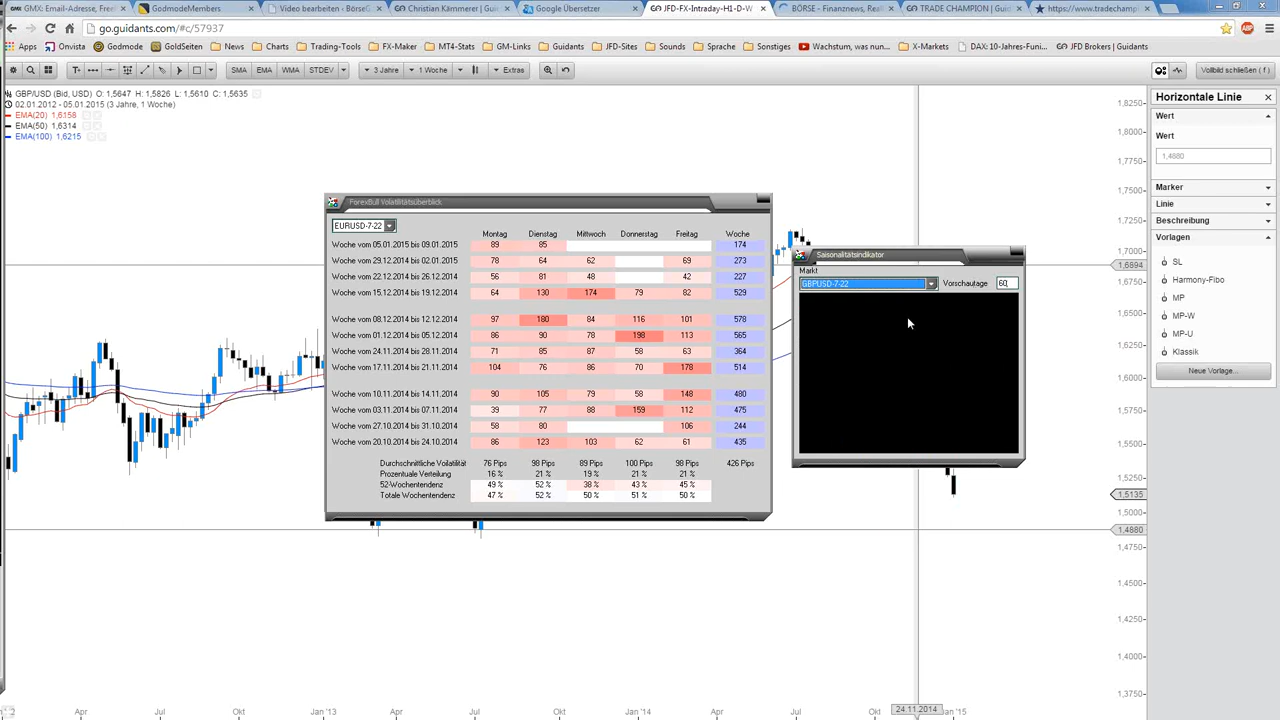 GMX: Email-Adresse, Free
GodmodeMembers
Video bearbeiten - BörseG
Christian Kämmerer | Guid
Google Übersetzer
JFD-FX-Intraday-H1-D-W
BÖRSE - Finanznews, Real
TRADE CHAMPION | Guid
https://www.tradechamp
go.guidants.com/#c/57937
Apps
Onvista
Godmode
GoldSeiten
News
Charts
Trading-Tools
FX-Maker
MT4-Stats
GM-Links
Guidants
JFD-Sites
Sounds
Sprache
Sonstiges
Wachstum, was nun...
X-Markets
DAX: 10-Jahres-Funi...
JFD Brokers | Guidants
SMA EMA WMA STDEV 3 Jahre 1 Woche Extras
Vollbild schließen ( f )
GBP/USD (Bid, USD) O: 1,5647 H: 1,5826 L: 1,5610 C: 1,5635
02.01.2012 - 05.01.2015 (3 Jahre, 1 Woche)
EMA(20) 1,6158
EMA(50) 1,6314
EMA(100) 1,6215
ForexBull Volatilitätsüberblick
EURUSD-7-22
Montag Dienstag Mittwoch Donnerstag Freitag Woche
Woche vom 05.01.2015 bis 09.01.2015 89 85 174
Woche vom 29.12.2014 bis 02.01.2015 78 64 62 69 273
Woche vom 22.12.2014 bis 26.12.2014 56 81 48 42 227
Woche vom 15.12.2014 bis 19.12.2014 64 130 174 79 82 529
Woche vom 08.12.2014 bis 12.12.2014 97 180 84 116 101 578
Woche vom 01.12.2014 bis 05.12.2014 86 90 78 198 113 565
Woche vom 24.11.2014 bis 28.11.2014 71 85 87 58 63 364
Woche vom 17.11.2014 bis 21.11.2014 104 76 86 70 178 514
Woche vom 10.11.2014 bis 14.11.2014 90 105 79 58 148 480
Woche vom 03.11.2014 bis 07.11.2014 39 77 88 159 112 475
Woche vom 27.10.2014 bis 31.10.2014 58 80 106 244
Woche vom 20.10.2014 bis 24.10.2014 86 123 103 62 61 435
Durchschnittliche Volatilität 76 Pips 98 Pips 89 Pips 100 Pips 98 Pips 426 Pips
Prozentuale Verteilung 16 % 21 % 19 % 21 % 21 %
52-Wochentendenz 49 % 52 % 38 % 43 % 45 %
Totale Wochentendenz 47 % 52 % 50 % 51 % 50 %
Saisonalitätsindikator
Markt
GBPUSD-7-22
Vorschautage
60
1,8250
1,8000
1,7750
1,7500
1,7250
1,7000
1,6894
1,6750
1,6500
1,6250
1,6000
1,5750
1,5500
1,5250
1,5135
1,5000
1,4880
1,4750
1,4500
1,4250
1,4000
1,3750
Horizontale Linie
Wert
Wert
1,4880
Marker
Linie
Beschreibung
Vorlagen
SL
Harmony-Fibo
MP
MP-W
MP-U
Klassik
Neue Vorlage...
Apr Jul Okt Jan '13 Apr Jul Okt Jan '14 Apr Jul Okt 24.11.2014 an '15